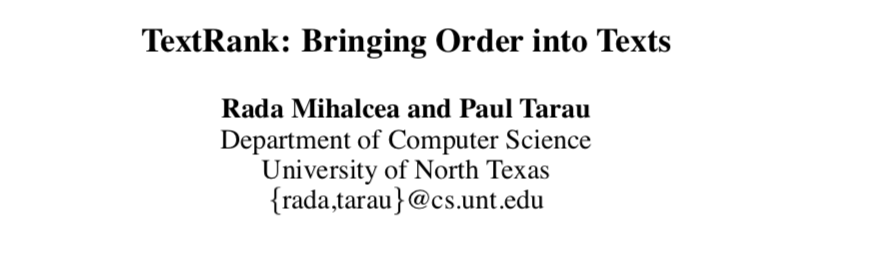 TextRank: Bringing Order into Texts
Rada Mihalcea and Paul Tarau
Department of Computer Science
University of North Texas
{rada,tarau}@cs.unt.edu